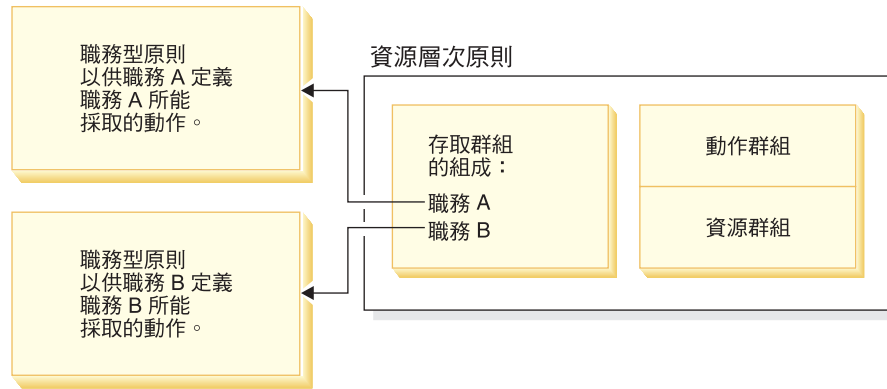 職務型原則
以供職務 A 定義
職務 A 所能
採取的動作。
職務型原則
以供職務 B 定義
職務 B 所能
採取的動作。
資源層次原則
存取群組
的組成：
職務 A
職務 B
動作群組
資源群組